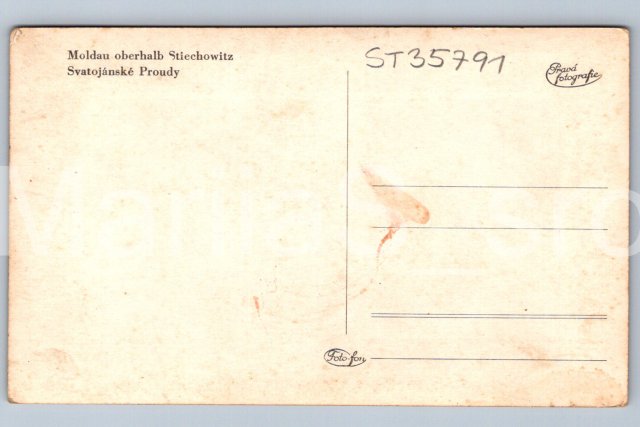 Moldau oberhalb Stiechowitz
Svatojánské Proudy
ST35791
Pravá
fotografie
Foto-fon